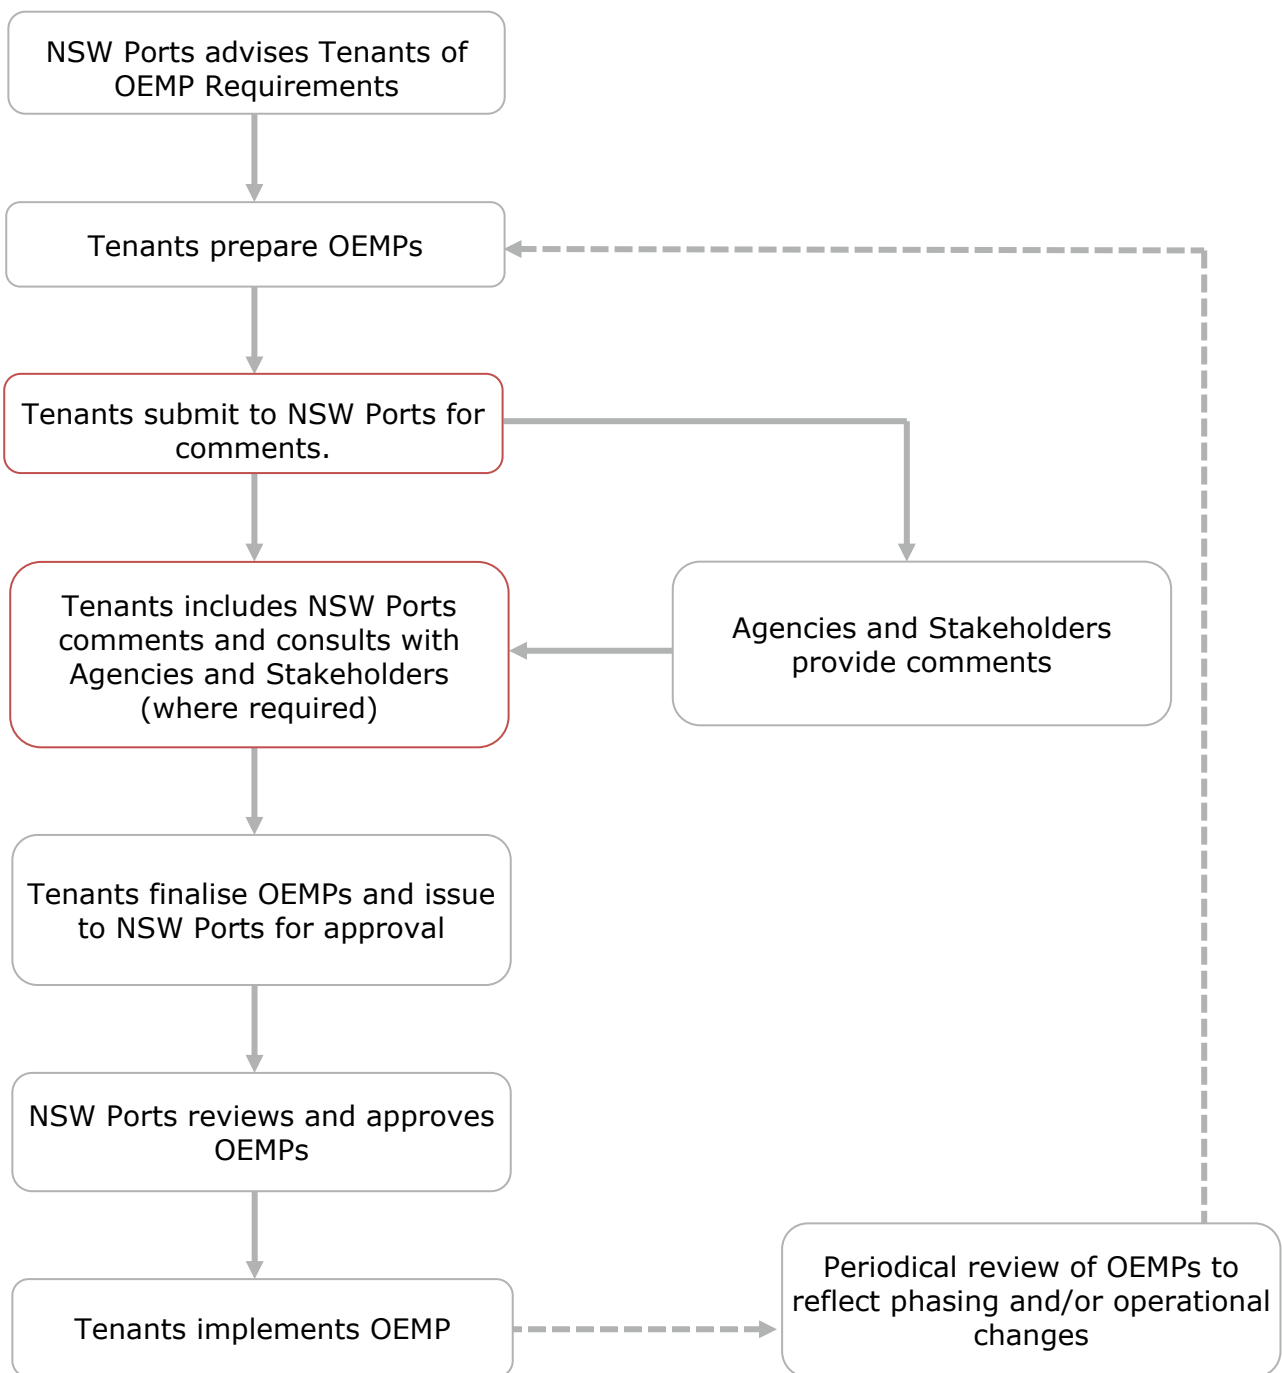 NSW Ports advises Tenants of
OEMP Requirements
Tenants prepare OEMPs
Tenants submit to NSW Ports for
comments.
Tenants includes NSW Ports
comments and consults with
Agencies and Stakeholders
(where required)
Agencies and Stakeholders
provide comments
Tenants finalise OEMPs and issue
to NSW Ports for approval
NSW Ports reviews and approves
OEMPs
Tenants implements OEMP
Periodical review of OEMPs to
reflect phasing and/or operational
changes